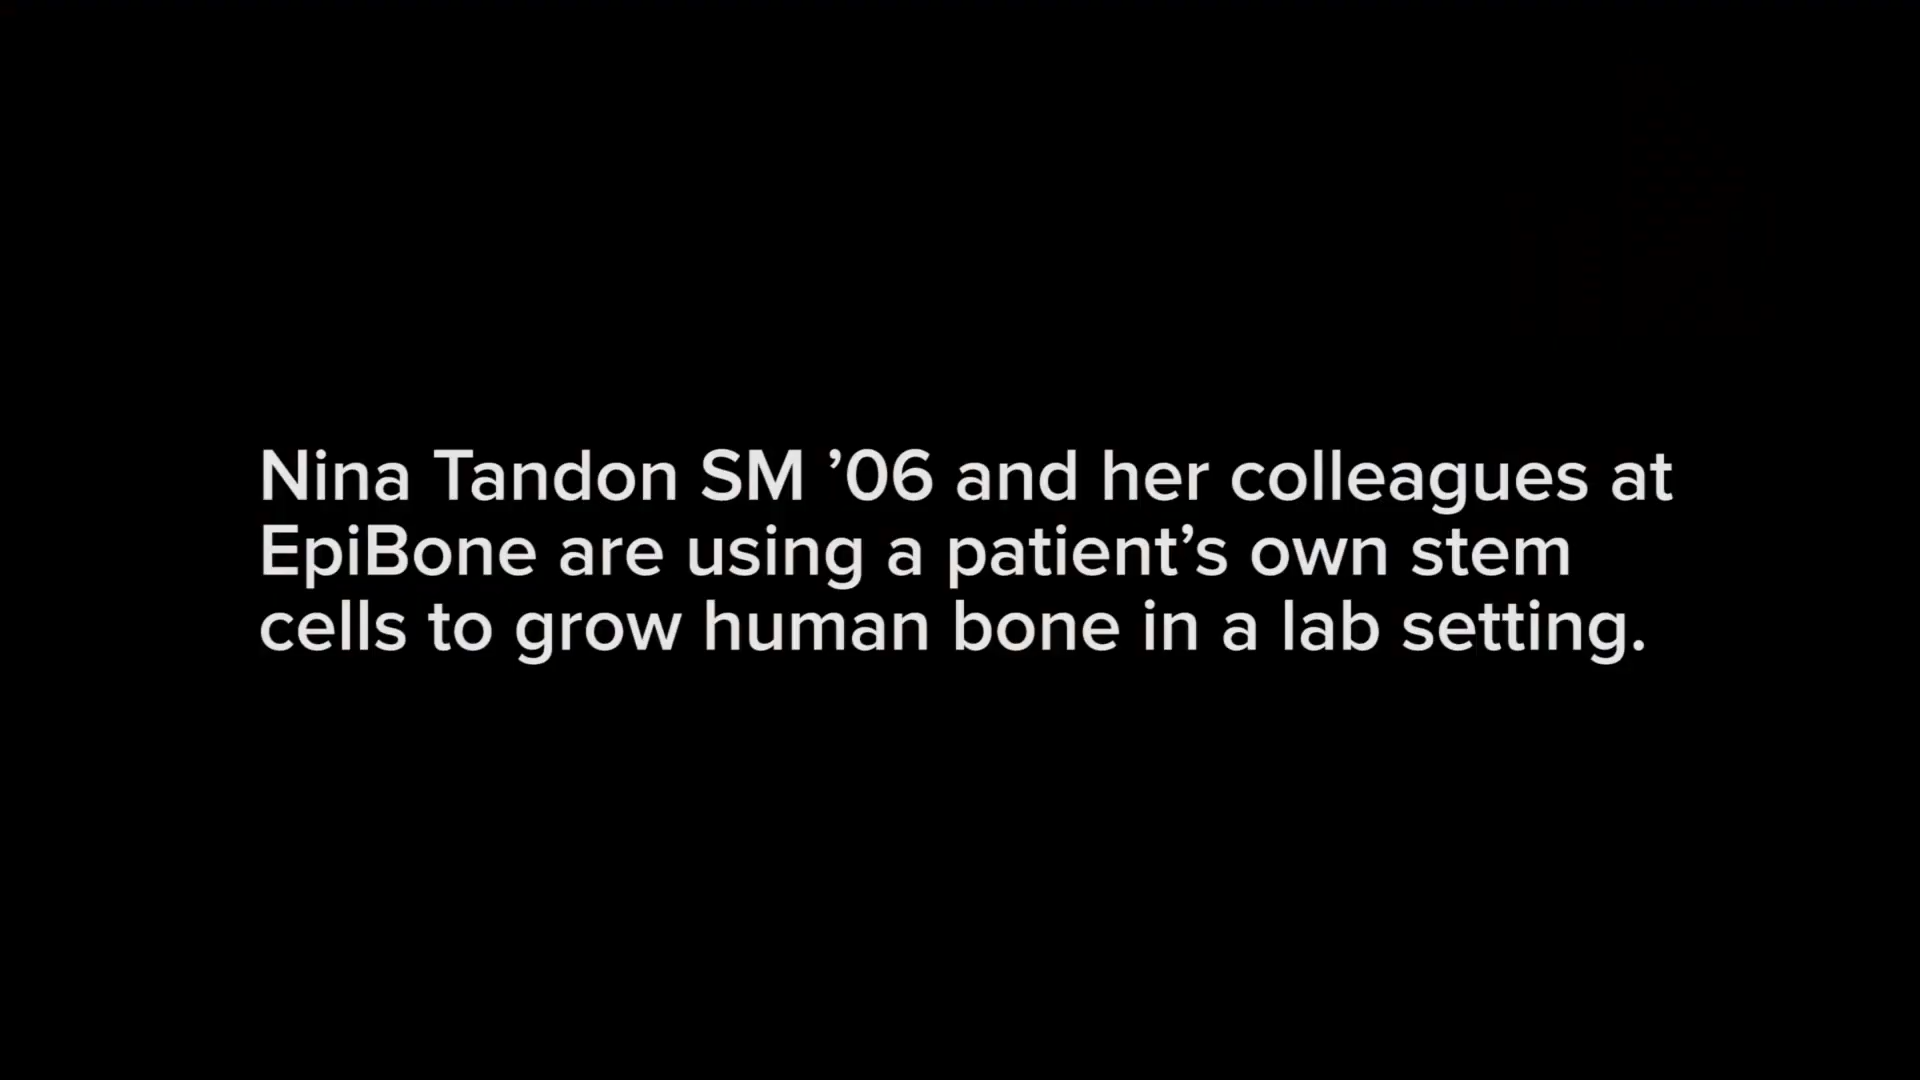 Nina Tandon SM ’06 and her colleagues at
EpiBone are using a patient’s own stem
cells to grow human bone in a lab setting.